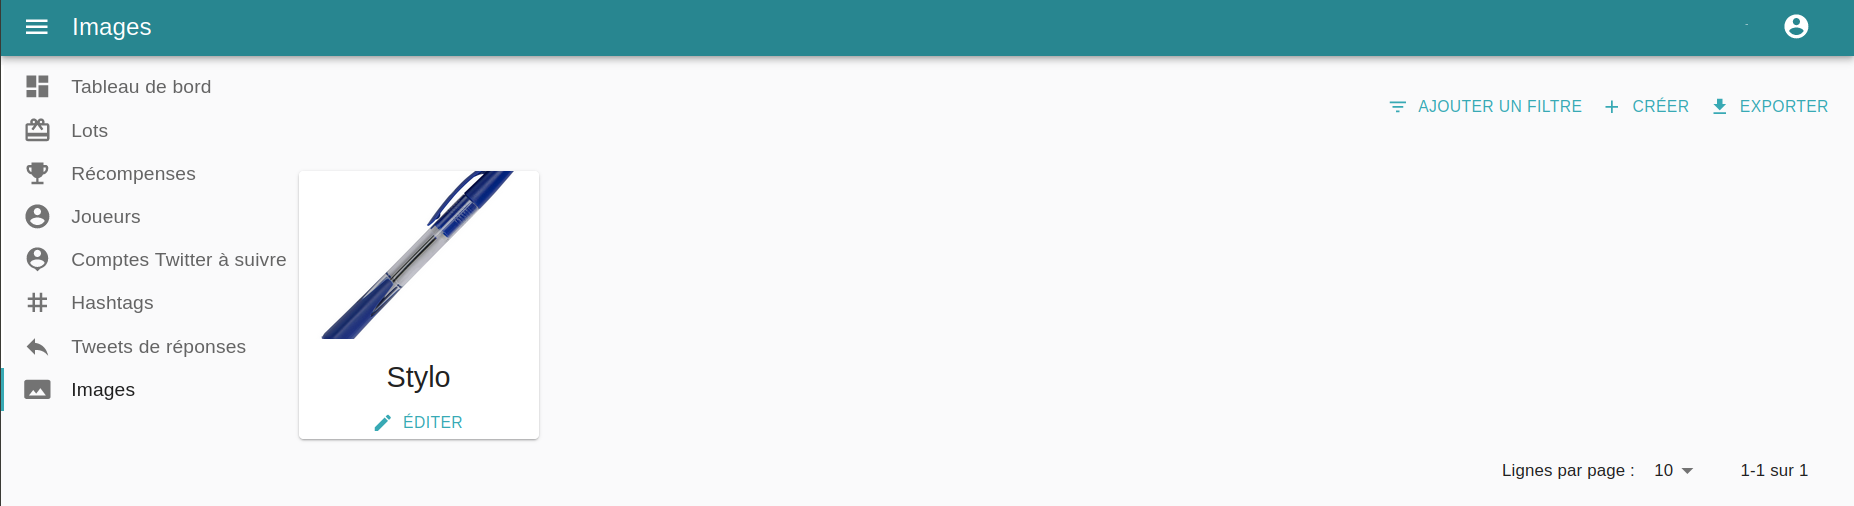 Images
Tableau de bord
Lots
Récompenses
Joueurs
Comptes Twitter à suivre
Hashtags
Tweets de réponses
Images
AJOUTER UN FILTRE
CRÉER
EXPORTER
Stylo
ÉDITER
Lignes par page :
10
1-1 sur 1